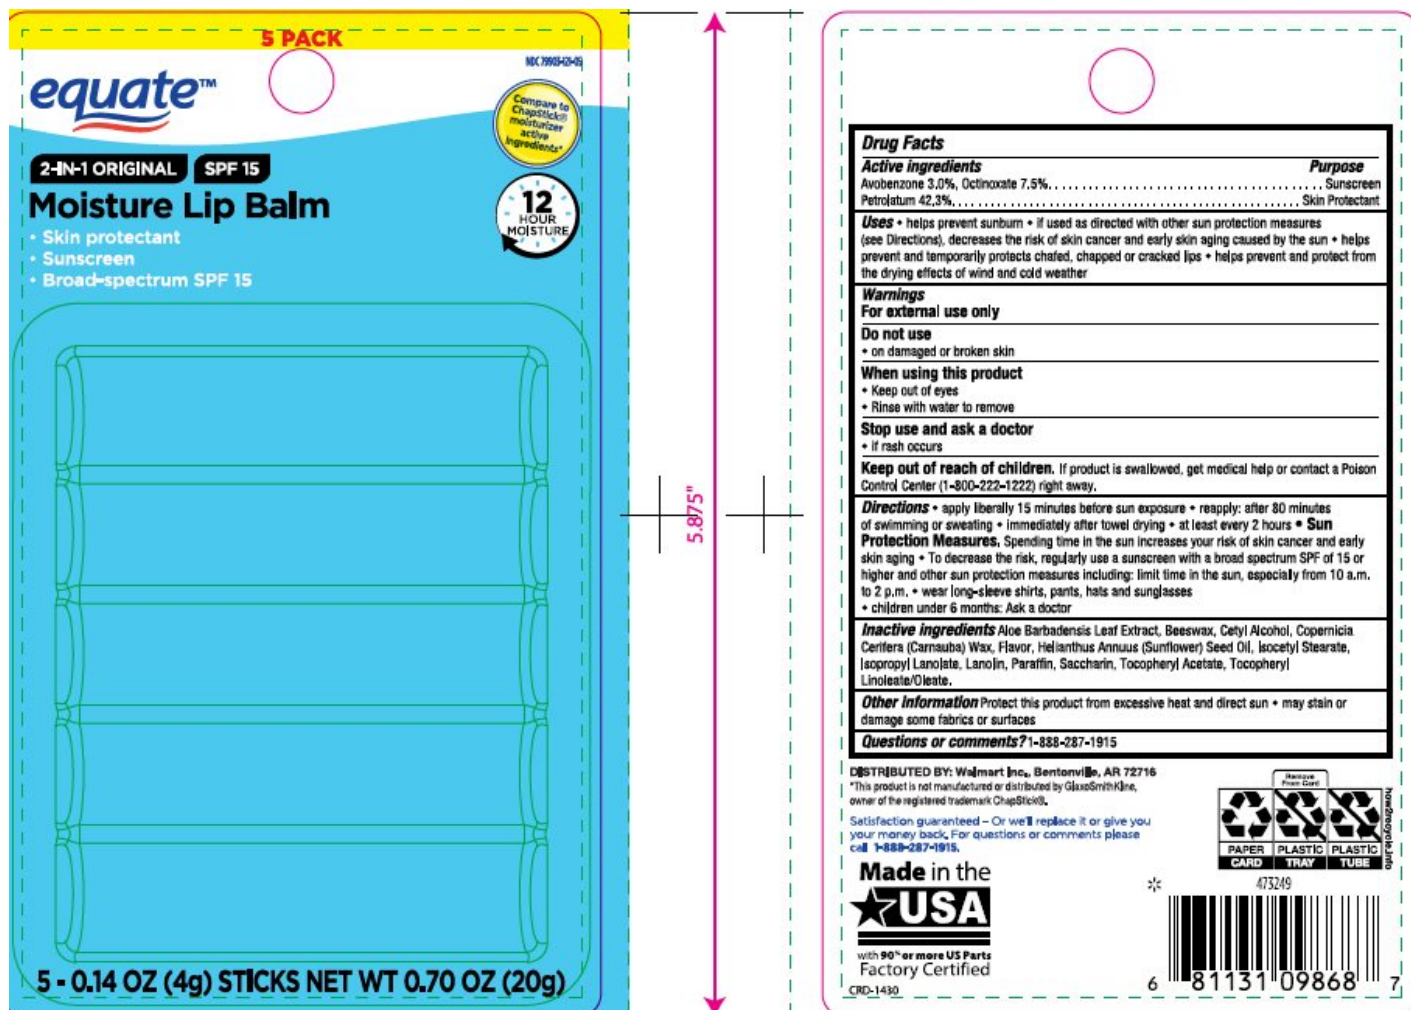 5 PACK
equate™
Compare to
ChapStick®
moisturizer
active
ingredients*
2-IN-1 ORIGINAL SPF 15
Moisture Lip Balm
12
HOUR
MOISTURE
• Skin protectant
• Sunscreen
• Broad-spectrum SPF 15
5 - 0.14 OZ (4g) STICKS NET WT 0.70 OZ (20g)
5.875"
Drug Facts
Active ingredients Purpose
Avobenzone 3.0%, Octinoxate 7.5%........................................Sunscreen
Petrolatum 42.3%........................................Skin Protectant
Uses • helps prevent sunburn • if used as directed with other sun protection measures
(see Directions), decreases the risk of skin cancer and early skin aging caused by the sun • helps
prevent and temporarily protects chafed, chapped or cracked lips • helps prevent and protect from
the drying effects of wind and cold weather
Warnings
For external use only
Do not use
• on damaged or broken skin
When using this product
• Keep out of eyes
• Rinse with water to remove
Stop use and ask a doctor
• if rash occurs
Keep out of reach of children. If product is swallowed, get medical help or contact a Poison
Control Center (1-800-222-1222) right away.
Directions • apply liberally 15 minutes before sun exposure • reapply: after 80 minutes
of swimming or sweating • immediately after towel drying • at least every 2 hours • Sun
Protection Measures. Spending time in the sun increases your risk of skin cancer and early
skin aging • To decrease the risk, regularly use a sunscreen with a broad spectrum SPF of 15 or
higher and other sun protection measures including: limit time in the sun, especially from 10 a.m.
to 2 p.m. • wear long-sleeve shirts, pants, hats and sunglasses
• children under 6 months: Ask a doctor
Inactive ingredients Aloe Barbadensis Leaf Extract, Beeswax, Cetyl Alcohol, Copernicia
Cerifera (Carnauba) Wax, Flavor, Helianthus Annuus (Sunflower) Seed Oil, Isocetyl Stearate,
Isopropyl Lanolate, Lanolin, Paraffin, Saccharin, Tocopheryl Acetate, Tocopheryl
Linoleate/Oleate.
Other Information Protect this product from excessive heat and direct sun • may stain or
damage some fabrics or surfaces
Questions or comments? 1-888-287-1915
DISTRIBUTED BY: Walmart Inc., Bentonville, AR 72716
*This product is not manufactured or distributed by GlaxoSmithKline,
owner of the registered trademark ChapStick®.
Satisfaction guaranteed – Or we'll replace it or give you
your money back. For questions or comments please
call 1-888-287-1915.
Made in the
USA
with 90% or more US Parts
Factory Certified
CRD-1430
Remove
From Card
PAPER PLASTIC PLASTIC
CARD TRAY TUBE
how2recycle.info
473249
6 81131 09868 7